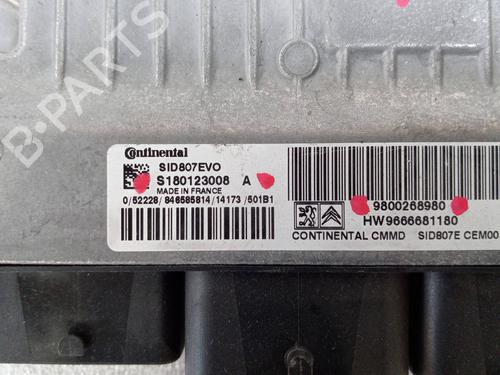 B-PARTS
Continental
SID807EVO
S180123008 A
MADE IN FRANCE
0/52228/846585814/14173/501B1
9800268980
HW9666681180
CONTINENTAL CMMD SID807E CEM00